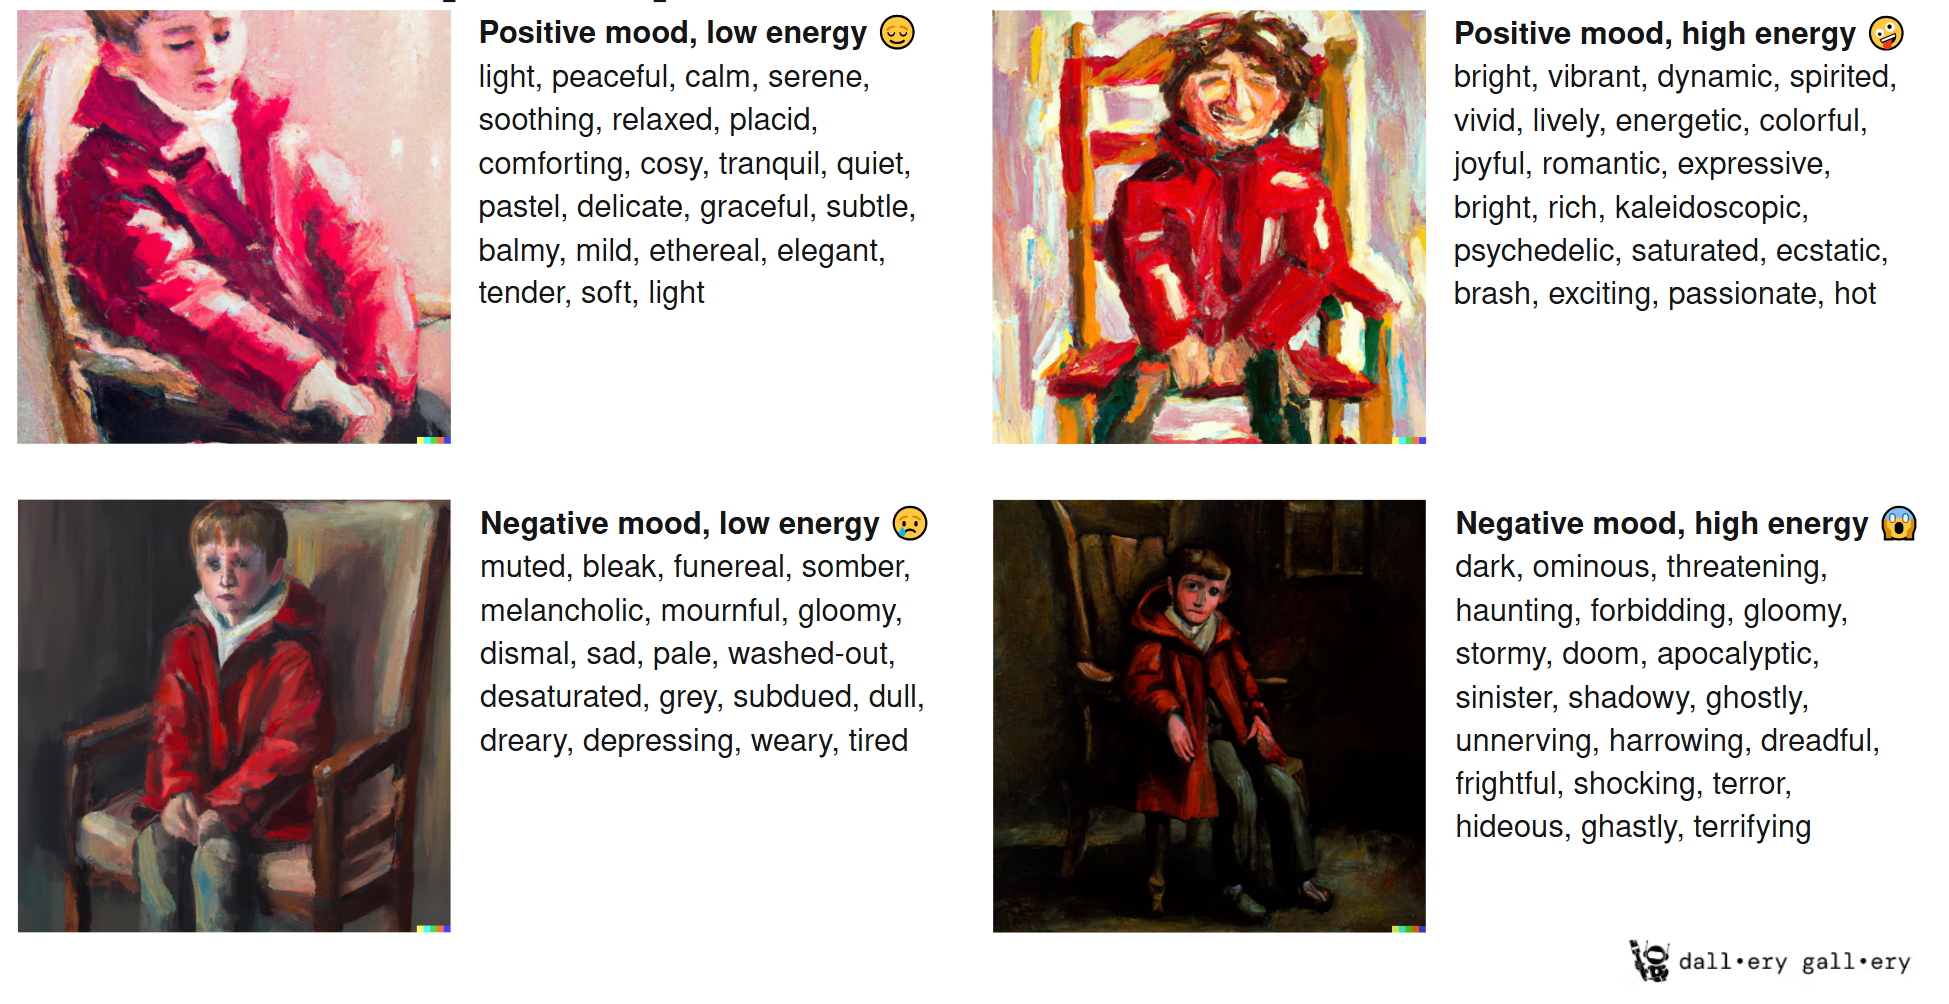 Positive mood, low energy
light, peaceful, calm, serene,
soothing, relaxed, placid,
comforting, cosy, tranquil, quiet,
pastel, delicate, graceful, subtle,
balmy, mild, ethereal, elegant,
tender, soft, light
Positive mood, high energy
bright, vibrant, dynamic, spirited,
vivid, lively, energetic, colorful,
joyful, romantic, expressive,
bright, rich, kaleidoscopic,
psychedelic, saturated, ecstatic,
brash, exciting, passionate, hot
Negative mood, low energy
muted, bleak, funereal, somber,
melancholic, mournful, gloomy,
dismal, sad, pale, washed-out,
desaturated, grey, subdued, dull,
dreary, depressing, weary, tired
Negative mood, high energy
dark, ominous, threatening,
haunting, forbidding, gloomy,
stormy, doom, apocalyptic,
sinister, shadowy, ghostly,
unnerving, harrowing, dreadful,
frightful, shocking, terror,
hideous, ghastly, terrifying
dall•ery gall•ery